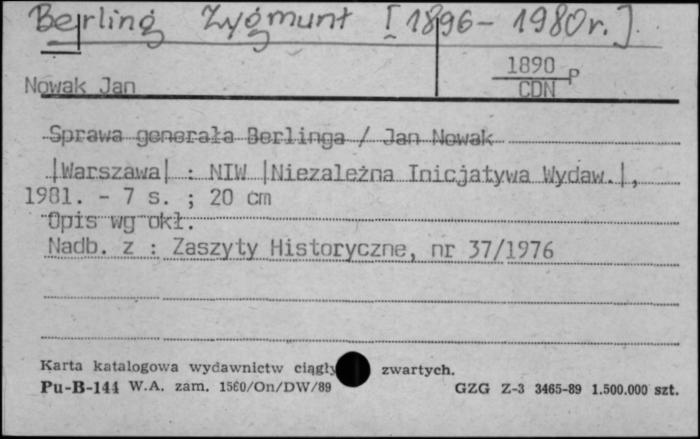 Berling Zygmunt [1896-1980r.]
1890 p
CDN
Nowak Jan
Sprawa generała Berlinga / Jan Nowak
|Warszawa| : NIW |Niezależna Inicjatywa Wydaw.|,
1981. - 7 s. ; 20 cm
Opis wg okł.
Nadb. z : Zaszyty Historyczne, nr 37/1976
Karta katalogowa wydawnictw ciągły zwartych.
Pu-B-144 W.A. zam. 1560/On/DW/89 GZG Z-3 3465-89 1.500.000 szt.